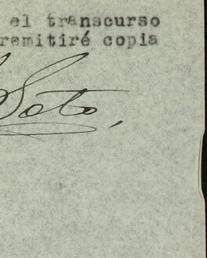 el transcurso
remitiré copia
Soto,